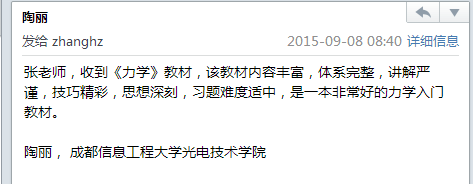 陶丽
发给 zhanghz
2015-09-08 08:40 详细信息
张老师，收到《力学》教材，该教材内容丰富，体系完整，讲解严
谨，技巧精彩，思想深刻，习题难度适中，是一本非常好的力学入门
教材。
陶丽， 成都信息工程大学光电技术学院